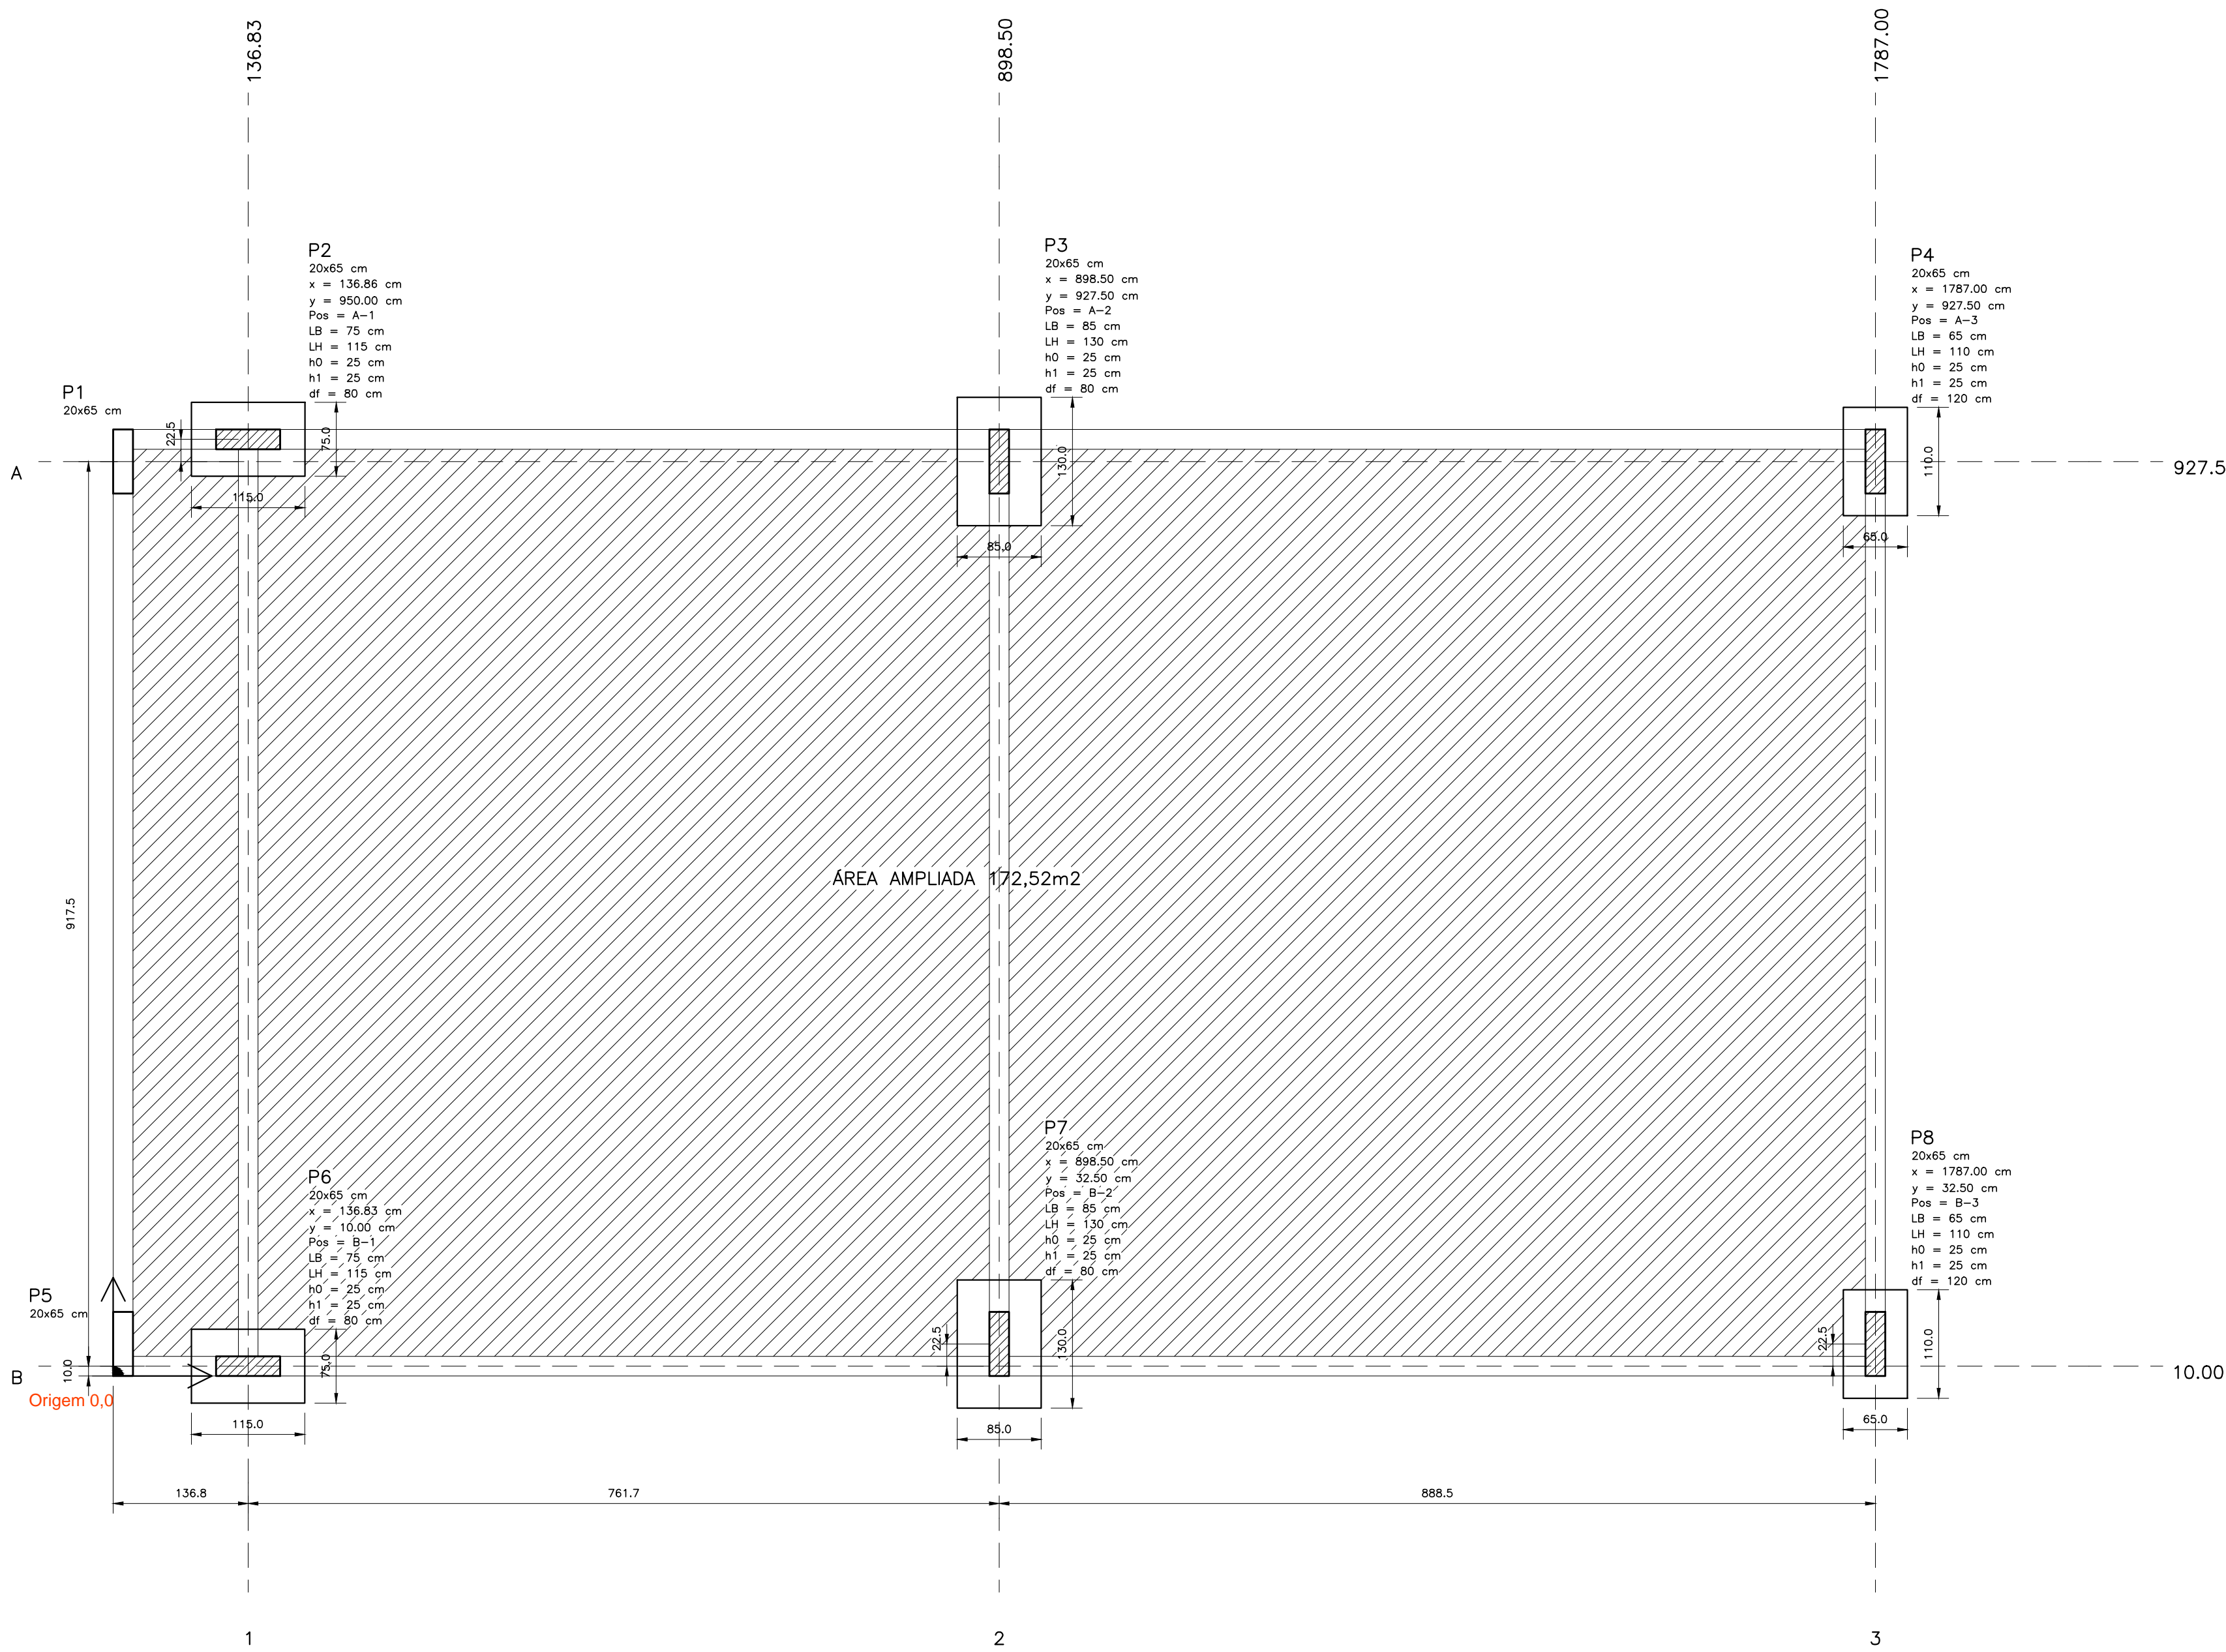 136.83
898.50
1787.00
P2
20x65 cm
x = 136.86 cm
y = 950.00 cm
Pos = A-1
LB = 75 cm
LH = 115 cm
h0 = 25 cm
h1 = 25 cm
df = 80 cm
P3
20x65 cm
x = 898.50 cm
y = 927.50 cm
Pos = A-2
LB = 85 cm
LH = 130 cm
h0 = 25 cm
h1 = 25 cm
df = 80 cm
P4
20x65 cm
x = 1787.00 cm
y = 927.50 cm
Pos = A-3
LB = 65 cm
LH = 110 cm
h0 = 25 cm
h1 = 25 cm
df = 120 cm
P1
20x65 cm
22.5
75.0
130.0
110.0
A
927.5
115.0
85.0
65.0
917.5
ÁREA AMPLIADA 172,52m2
P6
20x65 cm
x = 136.83 cm
y = 10.00 cm
Pos = B-1
LB = 75 cm
LH = 115 cm
h0 = 25 cm
h1 = 25 cm
df = 80 cm
P7
20x65 cm
x = 898.50 cm
y = 32.50 cm
Pos = B-2
LB = 85 cm
LH = 130 cm
h0 = 25 cm
h1 = 25 cm
df = 80 cm
P8
20x65 cm
x = 1787.00 cm
y = 32.50 cm
Pos = B-3
LB = 65 cm
LH = 110 cm
h0 = 25 cm
h1 = 25 cm
df = 120 cm
P5
20x65 cm
10.0
75.0
22.5
130.0
22.5
110.0
B
10.00
Origem 0,0
115.0
85.0
65.0
136.8
761.7
888.5
1
2
3